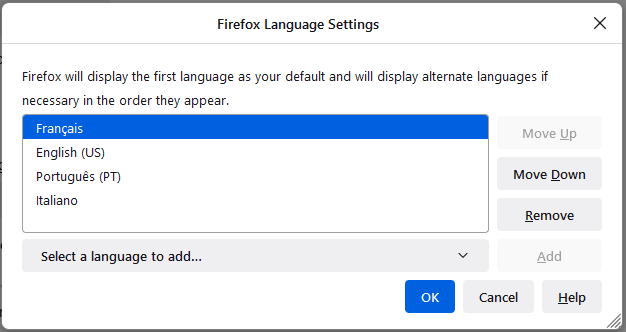 Firefox Language Settings
Firefox will display the first language as your default and will display alternate languages if
necessary in the order they appear.
Français
English (US)
Português (PT)
Italiano
Move Up
Move Down
Remove
Select a language to add...
Add
OK
Cancel
Help